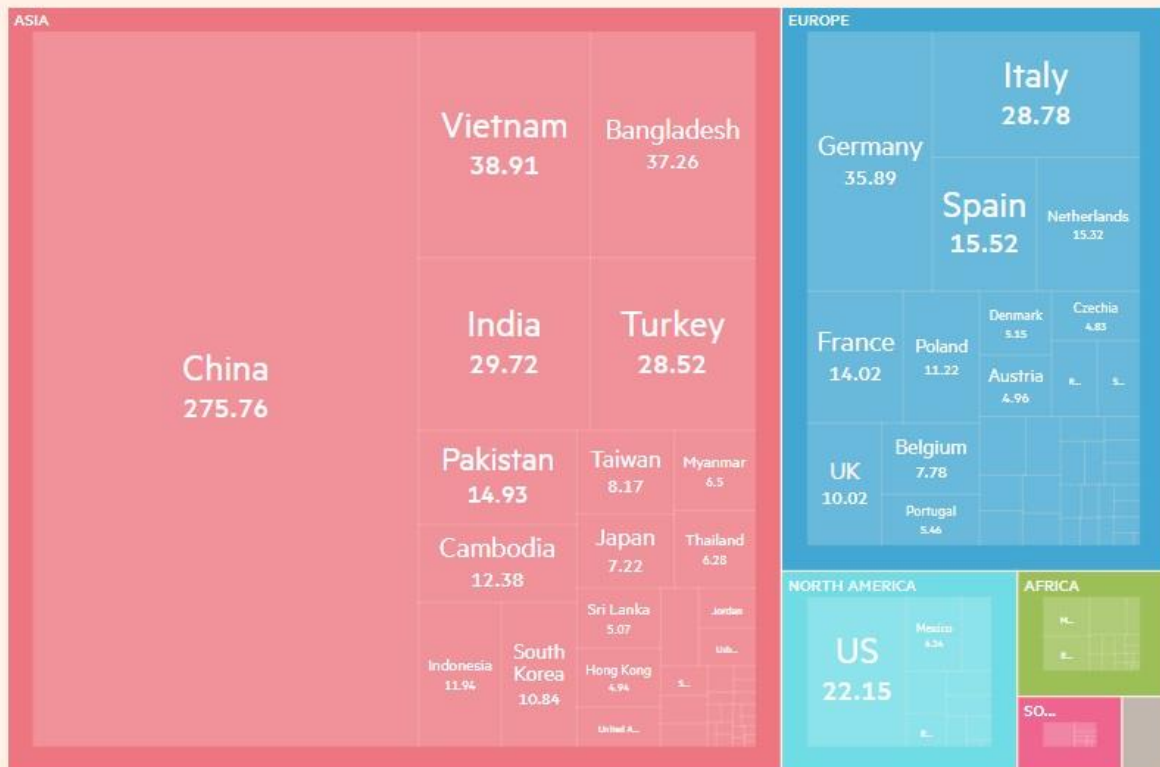 ASIA
China
275.76
Vietnam
38.91
Bangladesh
37.26
India
29.72
Turkey
28.52
Pakistan
14.93
Taiwan
8.17
Myanmar
6.5
Cambodia
12.38
Japan
7.22
Thailand
6.28
Indonesia
11.94
South
Korea
10.84
Sri Lanka
5.07
Jordan
Uzb...
Hong Kong
4.94
S...
United A...
EUROPE
Germany
35.89
Italy
28.78
Spain
15.52
Netherlands
15.32
France
14.02
Poland
11.22
Denmark
5.15
Czechia
4.83
Austria
4.96
R...
S...
UK
10.02
Belgium
7.78
Portugal
5.46
NORTH AMERICA
US
22.15
Mexico
AFRICA
M...
SO...